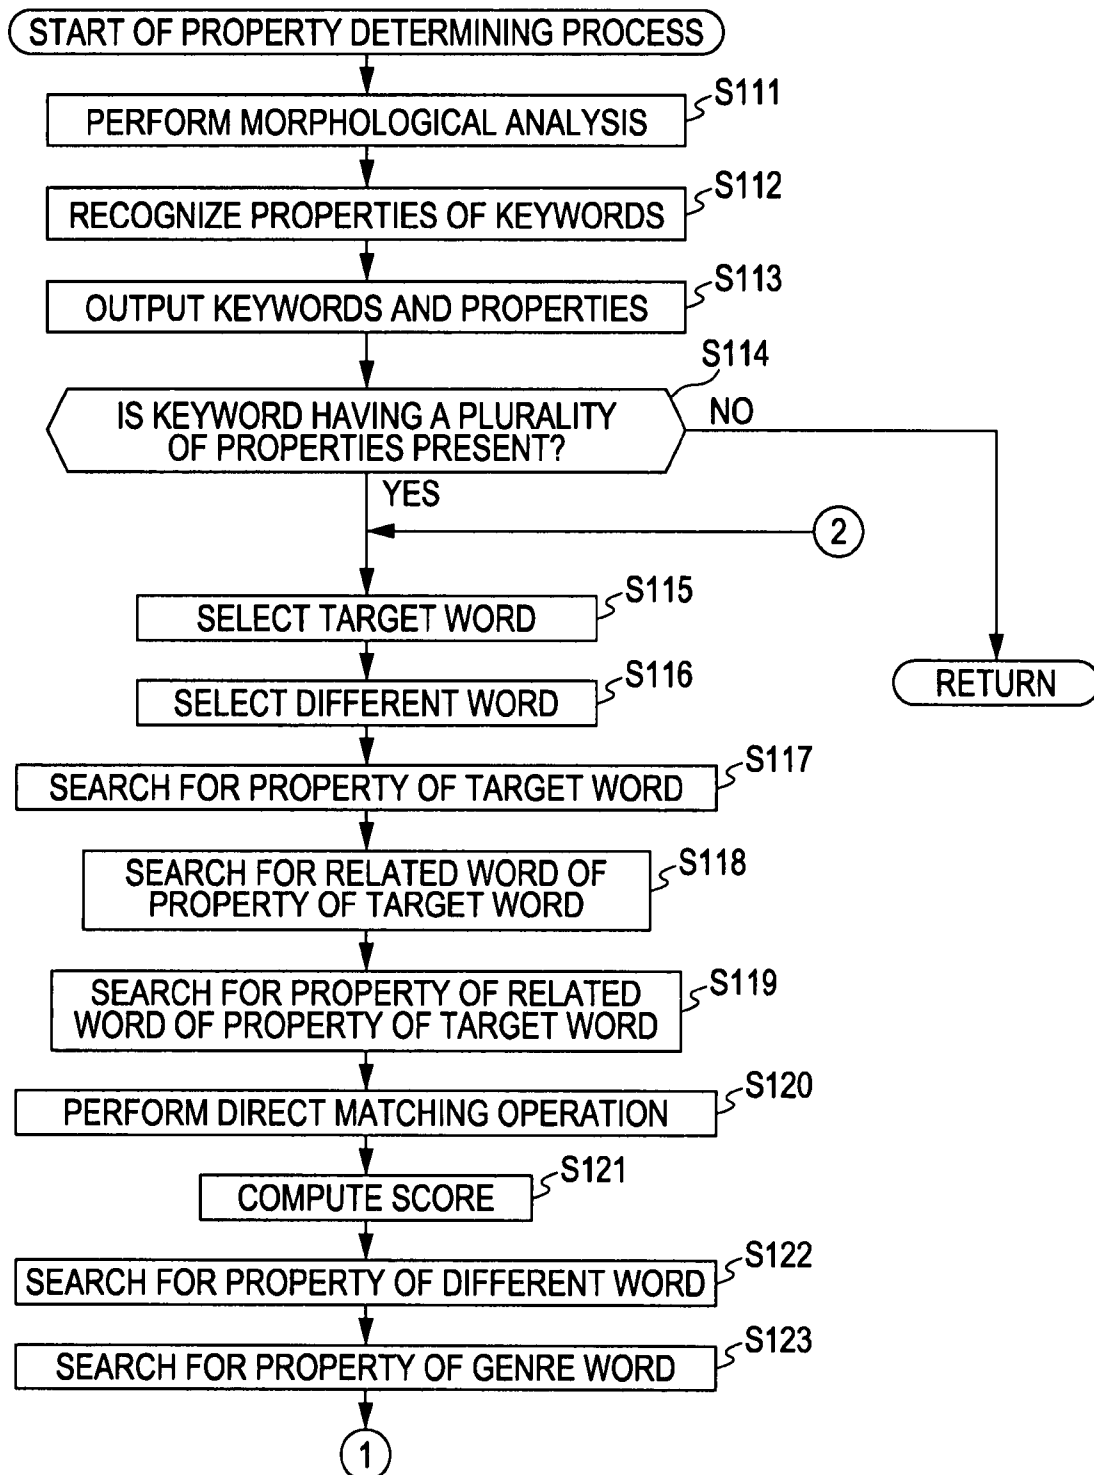 START OF PROPERTY DETERMINING PROCESS
S111
PERFORM MORPHOLOGICAL ANALYSIS
S112
RECOGNIZE PROPERTIES OF KEYWORDS
S113
OUTPUT KEYWORDS AND PROPERTIES
S114
IS KEYWORD HAVING A PLURALITY
OF PROPERTIES PRESENT?
NO
YES
2
S115
SELECT TARGET WORD
S116
SELECT DIFFERENT WORD
RETURN
S117
SEARCH FOR PROPERTY OF TARGET WORD
S118
SEARCH FOR RELATED WORD OF
PROPERTY OF TARGET WORD
S119
SEARCH FOR PROPERTY OF RELATED
WORD OF PROPERTY OF TARGET WORD
S120
PERFORM DIRECT MATCHING OPERATION
S121
COMPUTE SCORE
S122
SEARCH FOR PROPERTY OF DIFFERENT WORD
S123
SEARCH FOR PROPERTY OF GENRE WORD
1